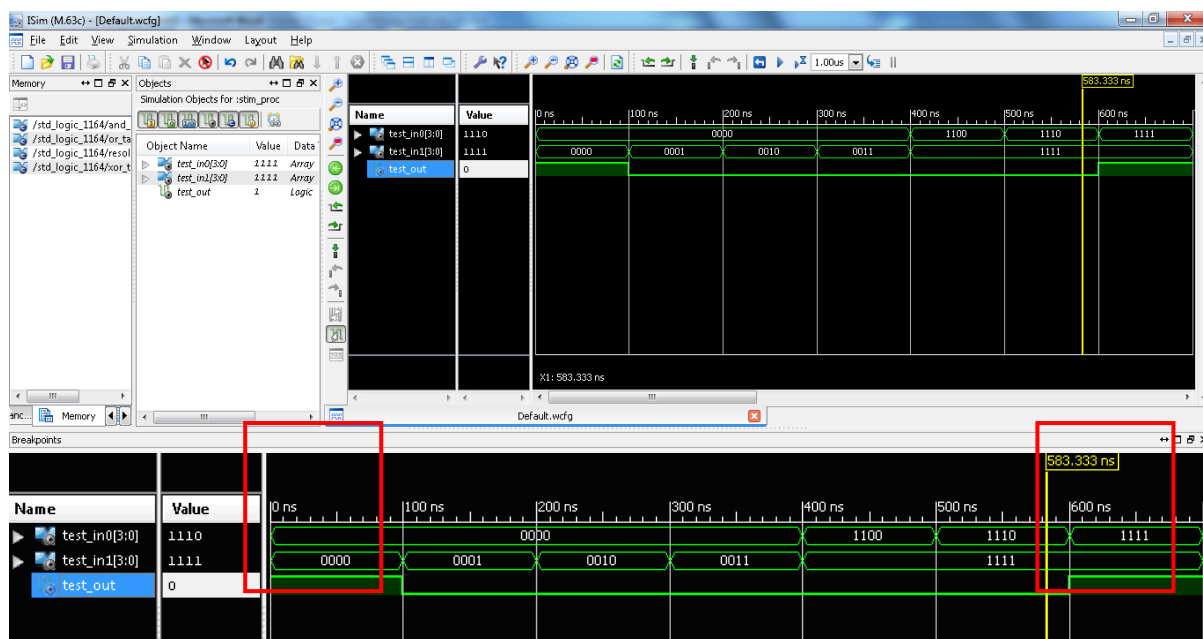 ISim (M.63c) - [Default.wcfg]
File Edit View Simulation Window Layout Help
1.00us
Memory
/std_logic_1164/and_
/std_logic_1164/or_ta
/std_logic_1164/resol
/std_logic_1164/xor_t
Memory
Objects
Simulation Objects for :stim_proc
Object Name Value Data
test_in0[3:0] 1111 Array
test_in1[3:0] 1111 Array
test_out 1 Logic
583.333 ns
Name Value 0 ns 100 ns 200 ns 300 ns 400 ns 500 ns 600 ns
test_in0[3:0] 1110 0000 1100 1110 1111
test_in1[3:0] 1111 0000 0001 0010 0011 1111
test_out 0
X1: 583.333 ns
Default.wcfg
Breakpoints
583.333 ns
Name Value 0 ns 100 ns 200 ns 300 ns 400 ns 500 ns 600 ns
test_in0[3:0] 1110 0000 1100 1110 1111
test_in1[3:0] 1111 0000 0001 0010 0011 1111
test_out 0